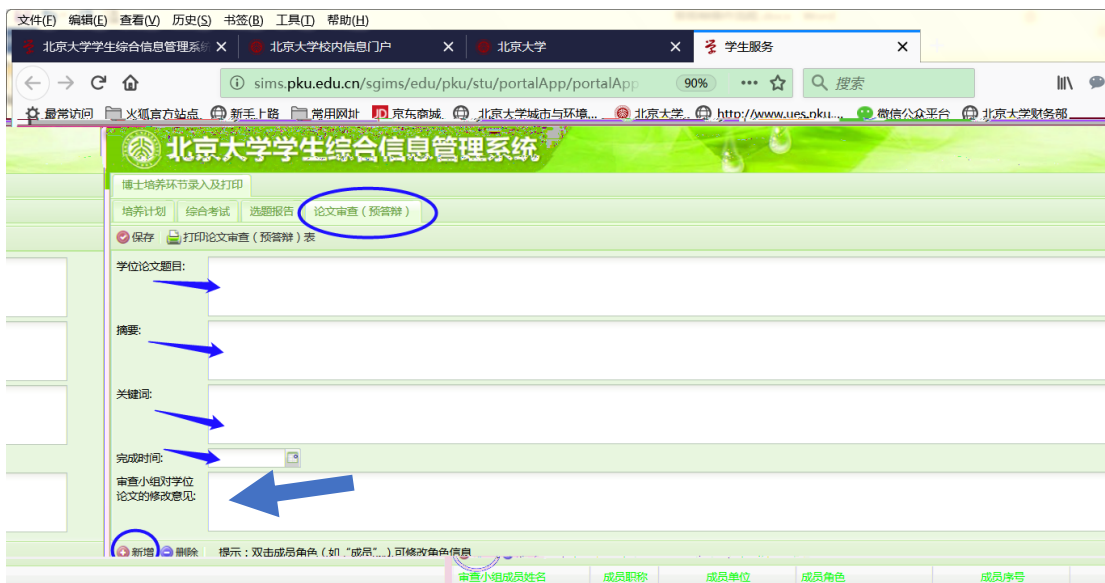 文件(F) 编辑(E) 查看(V) 历史(S) 书签(B) 工具(T) 帮助(H)
北京大学学生综合信息管理系统 北京大学校内信息门户 北京大学 学生服务
sims.pku.edu.cn/sgims/edu/pku/stu/portalApp/portalApp 90% 搜索
最常访问 火狐官方站点 新手上路 常用网址 JD 京东商城 北京大学城市与环境... 北京大学 http://www.ues.pku... 微信公众平台 北京大学财务部
北京大学学生综合信息管理系统
博士培养环节录入及打印
培养计划 综合考试 选题报告 论文审查(预答辩)
保存 打印论文审查(预答辩)表
学位论文题目:
摘要:
关键词:
完成时间:
审查小组对学位
论文的修改意见:
新增 删除 提示:双击成员角色(如,"成员"...),可修改角色信息
审查小组成员姓名 成员职称 成员单位 成员角色 成员序号